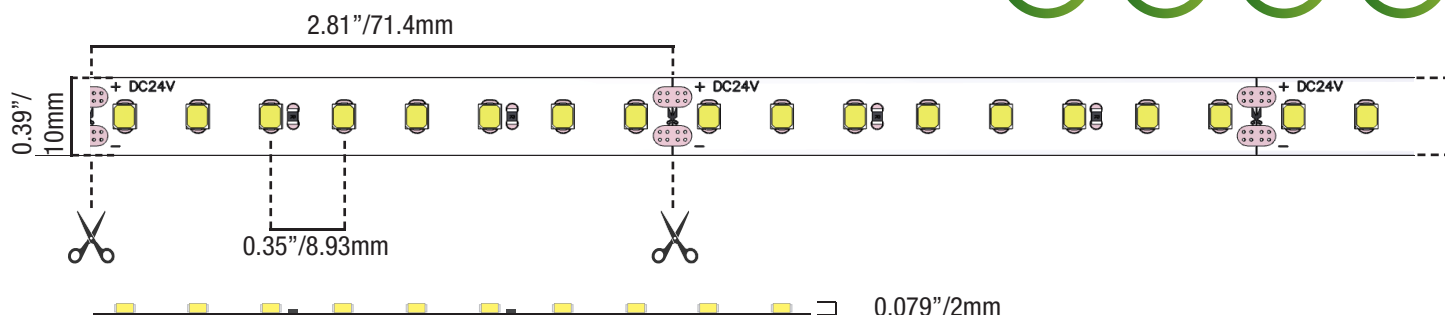 2.81”/71.4mm
+ DC24V
+ DC24V
+ DC24V
0.39”/
10mm
–
–
–
0.35”/8.93mm
0.079”/2mm